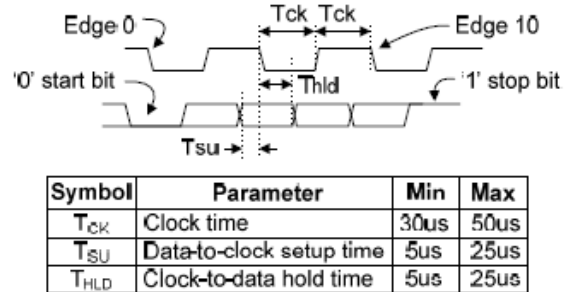 Edge 0 Tck Tck Edge 10
'0' start bit Thld '1' stop bit
Tsu
Symbol Parameter Min Max
TCK Clock time 30us 50us
TSU Data-to-clock setup time 5us 25us
THLD Clock-to-data hold time 5us 25us